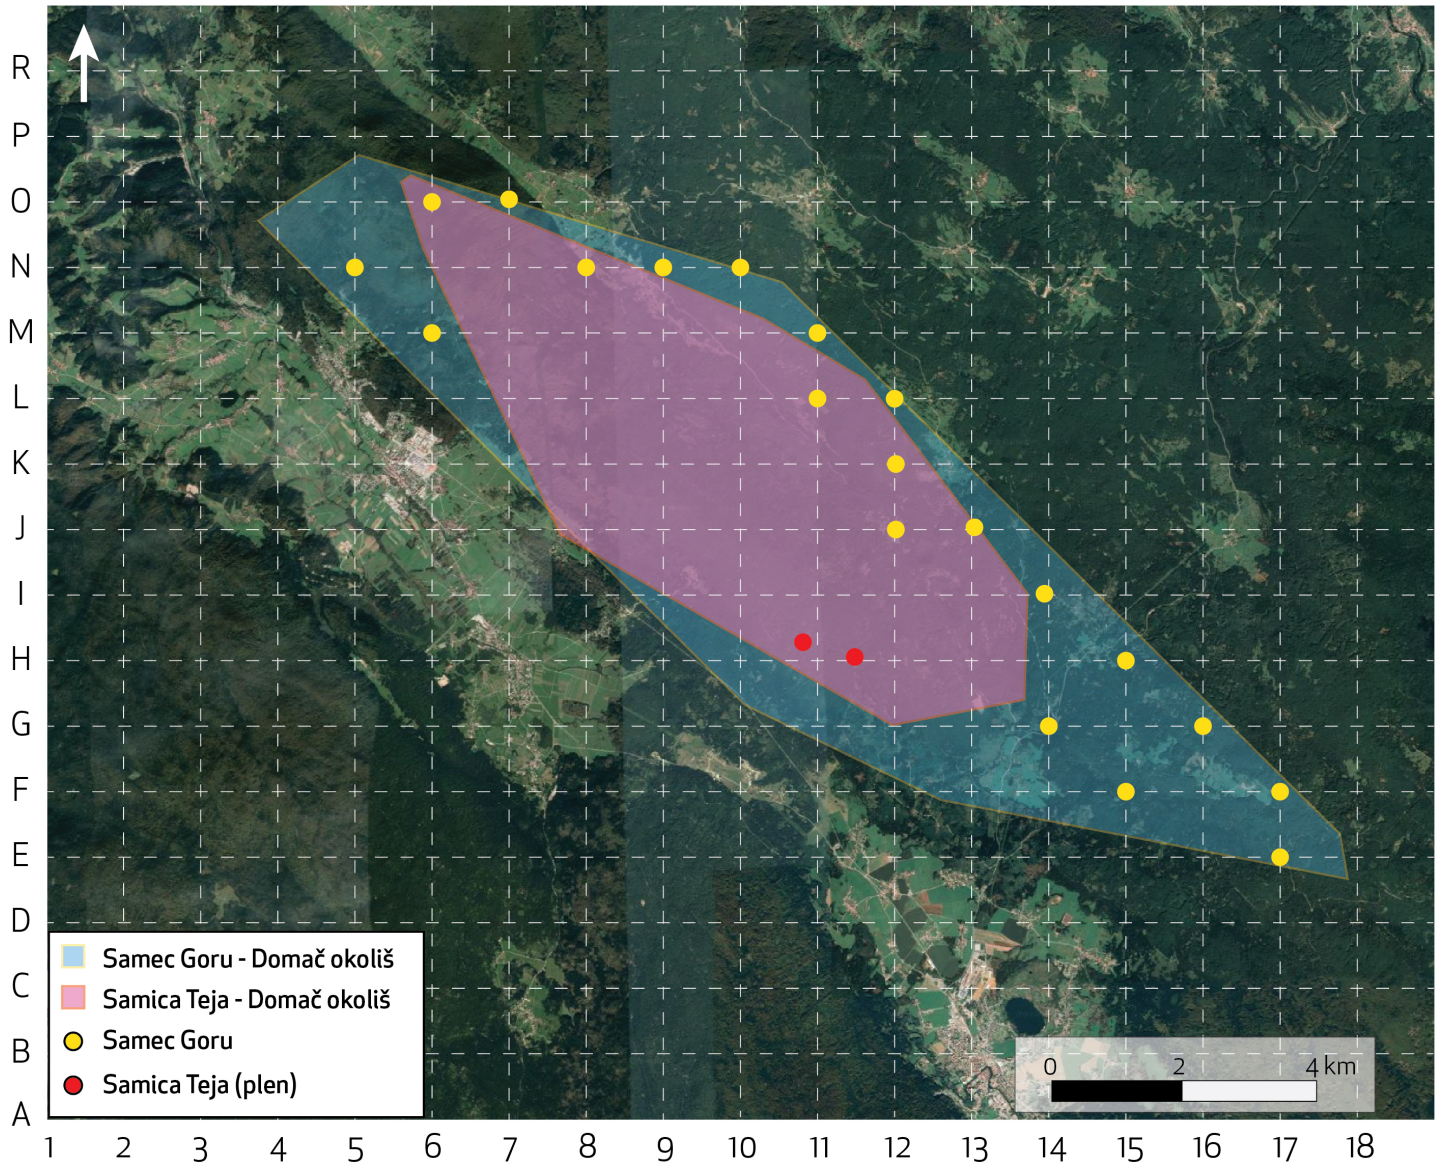 R
P
O
N
M
L
K
J
I
H
G
F
E
D
C
B
A
Samec Goru - Domač okoliš
Samica Teja - Domač okoliš
Samec Goru
Samica Teja (plen)
0 2 4 km
1 2 3 4 5 6 7 8 9 10 11 12 13 14 15 16 17 18